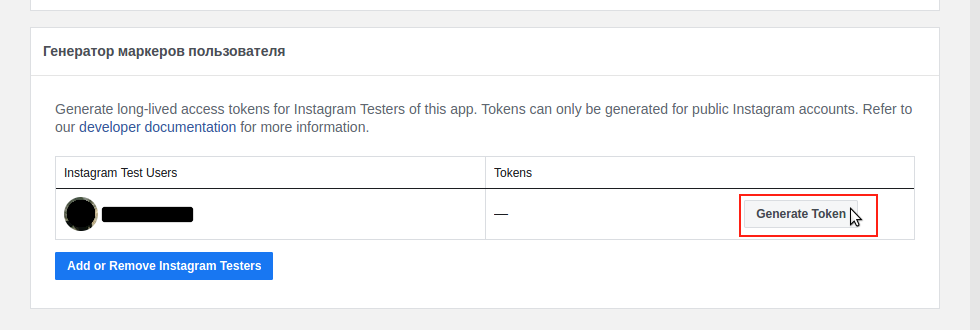 Генератор маркеров пользователя
Generate long-lived access tokens for Instagram Testers of this app. Tokens can only be generated for public Instagram accounts. Refer to
our developer documentation for more information.
Instagram Test Users
Tokens
—
Generate Token
Add or Remove Instagram Testers